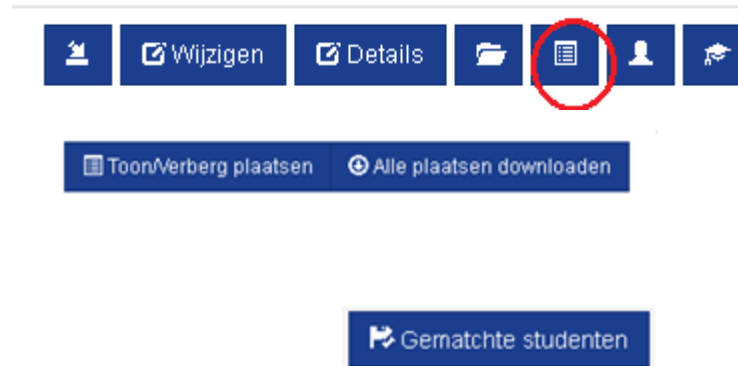 Wijzigen Details
Toon/Verberg plaatsen Alle plaatsen downloaden
Gematchte studenten